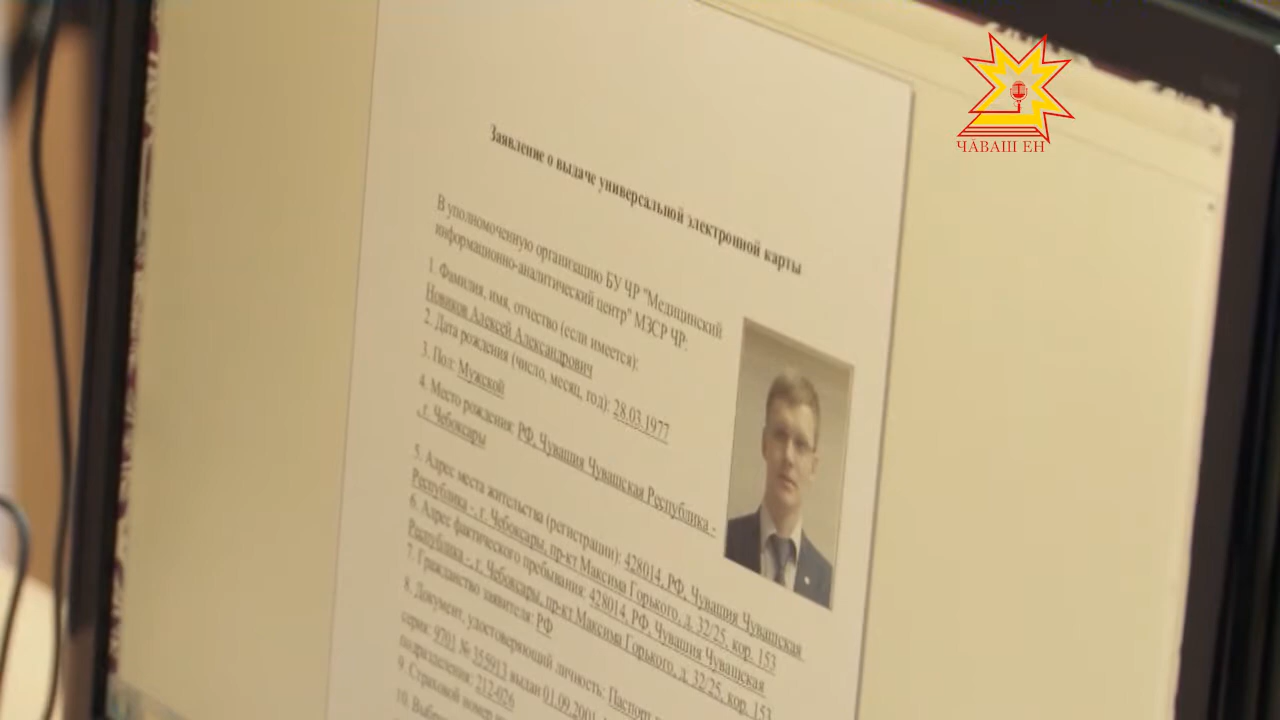 ЧӐВАШ ЕН
Заявление о выдаче универсальной электронной карты
В уполномоченную организацию БУ ЧР "Медицинский
информационно-аналитический центр" МЗСР ЧР:
1. Фамилия, имя, отчество (если имеется):
Новиков Алексей Александрович
2. Дата рождения (число, месяц, год): 28.03.1977
3. Пол: Мужской
4. Место рождения: РФ, Чувашия Чувашская Республика -
, г. Чебоксары
5. Адрес места жительства (регистрации): 428014, РФ, Чувашия Чувашская
Республика -, г. Чебоксары, пр-кт Максима Горького, д. 32/25, кор. 153
6. Адрес фактического пребывания: 428014, РФ, Чувашия Чувашская
Республика -, г. Чебоксары, пр-кт Максима Горького, д. 32/25, кор. 153
7. Гражданство заявителя: РФ
8. Документ, удостоверяющий личность: Паспорт
серия: 9701 № 355913 выдан 01.09.2001
подразделения: 212-026
9. Страховой номер
10.